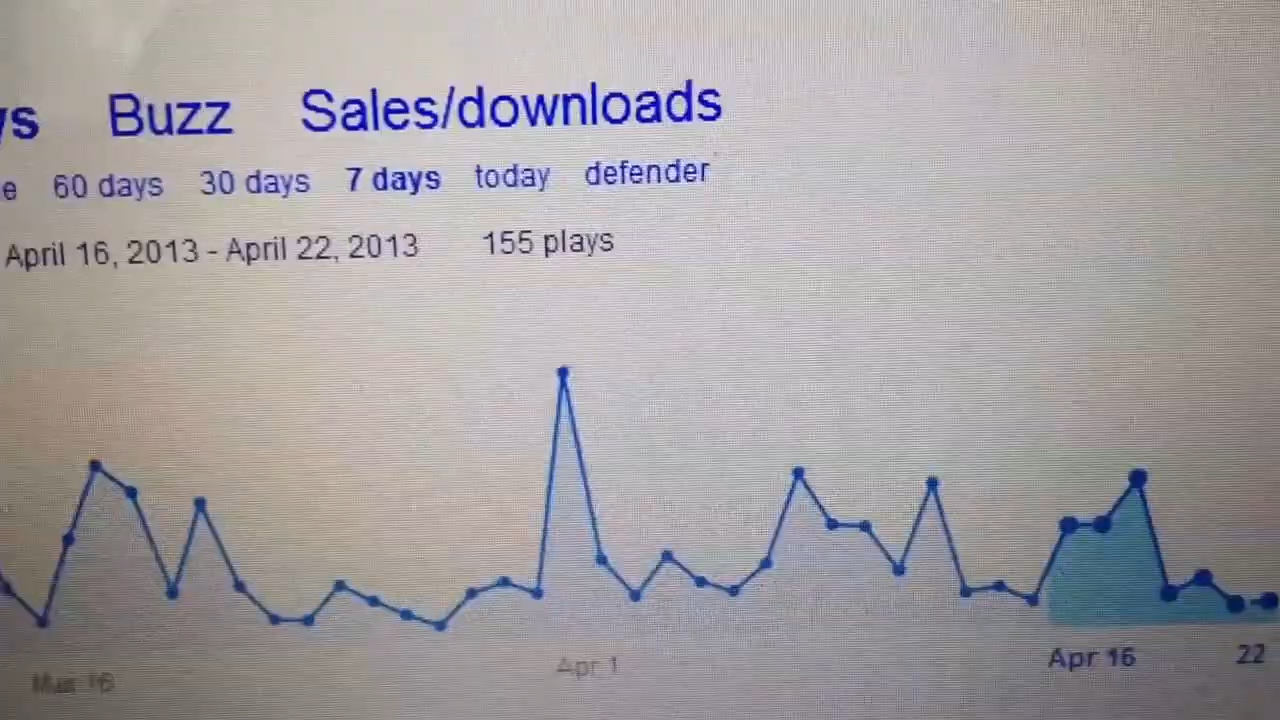 ys Buzz Sales/downloads
e 60 days 30 days 7 days today defender
April 16, 2013 - April 22, 2013 155 plays
Apr 1 Apr 16 22